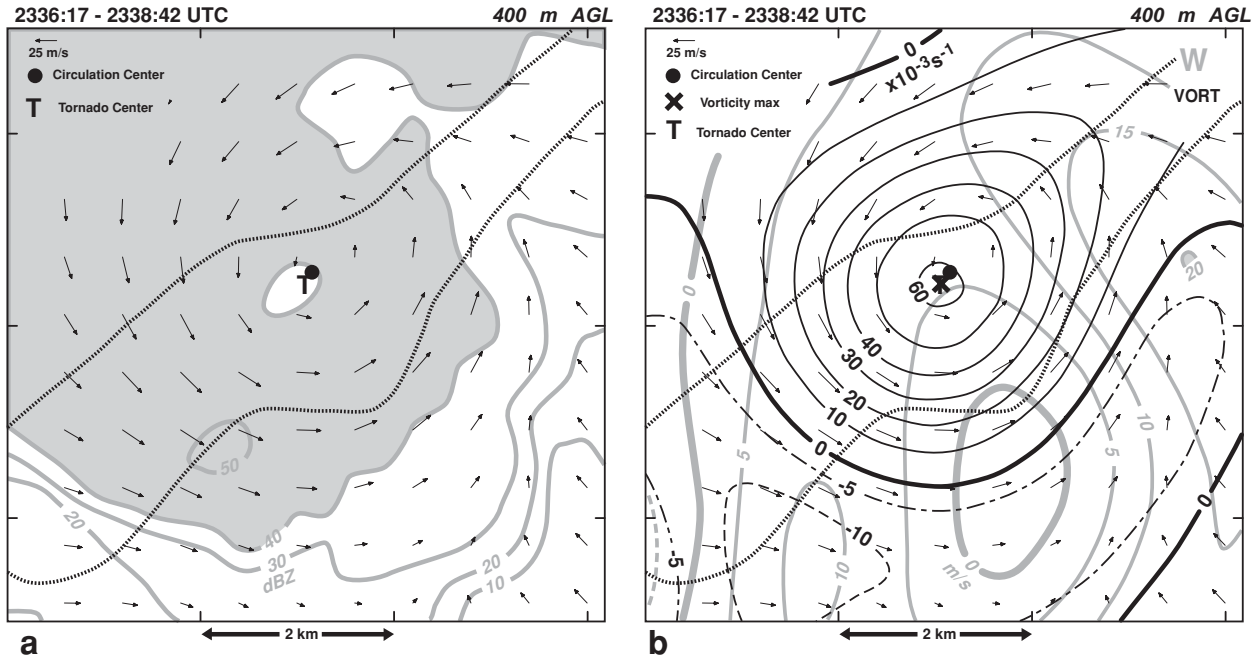 2336:17 - 2338:42 UTC 400 m AGL
25 m/s
Circulation Center
T Tornado Center
T
50
20
40
30
dBZ
20
10
2 km
a
2336:17 - 2338:42 UTC 400 m AGL
25 m/s
Circulation Center
Vorticity max
T Tornado Center
0
x10-3s-1
W
VORT
15
20
0
60
T
40
30
20
10
0
5
5
10
-5
-10
10
0
m/s
-5
0
2 km
b